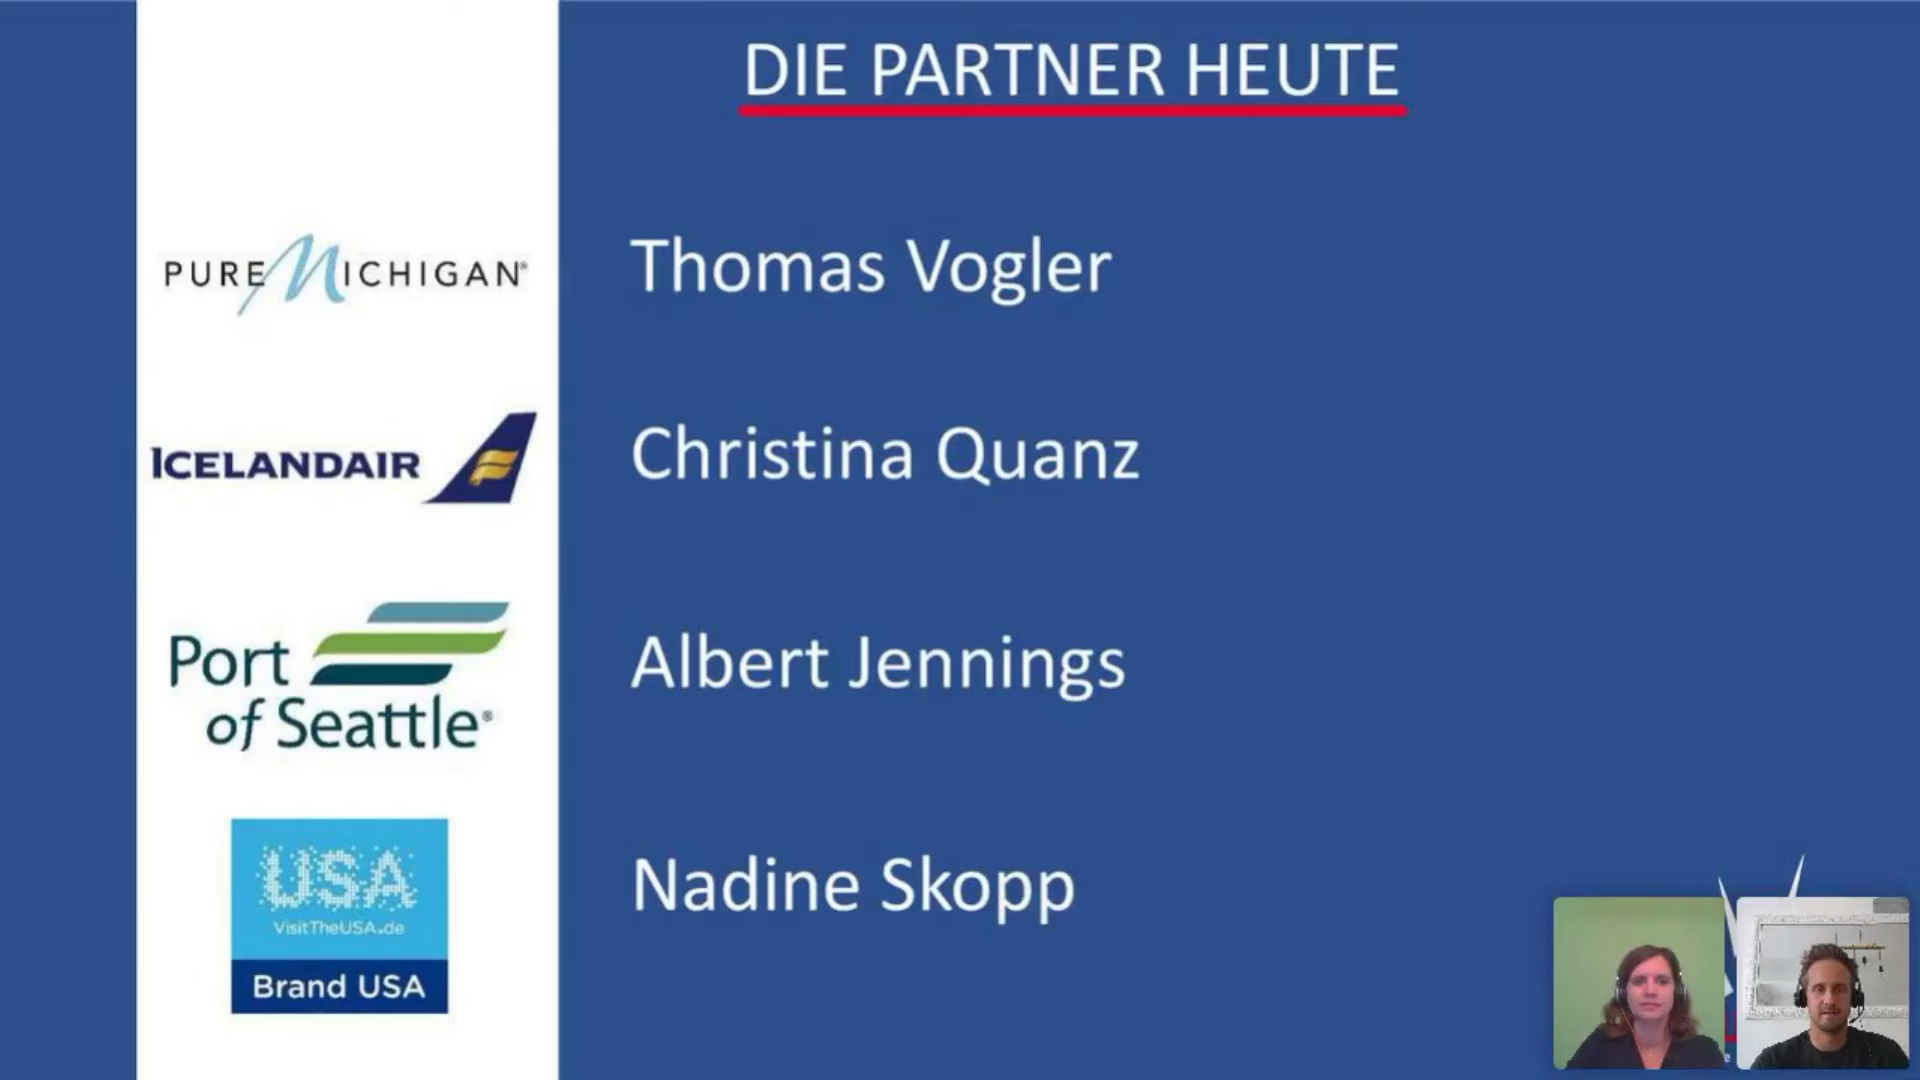 DIE PARTNER HEUTE
PURE MICHIGAN®
Thomas Vogler
ICELANDAIR
Christina Quanz
Port
of Seattle®
Albert Jennings
USA
VisitTheUSA.de
Brand USA
Nadine Skopp